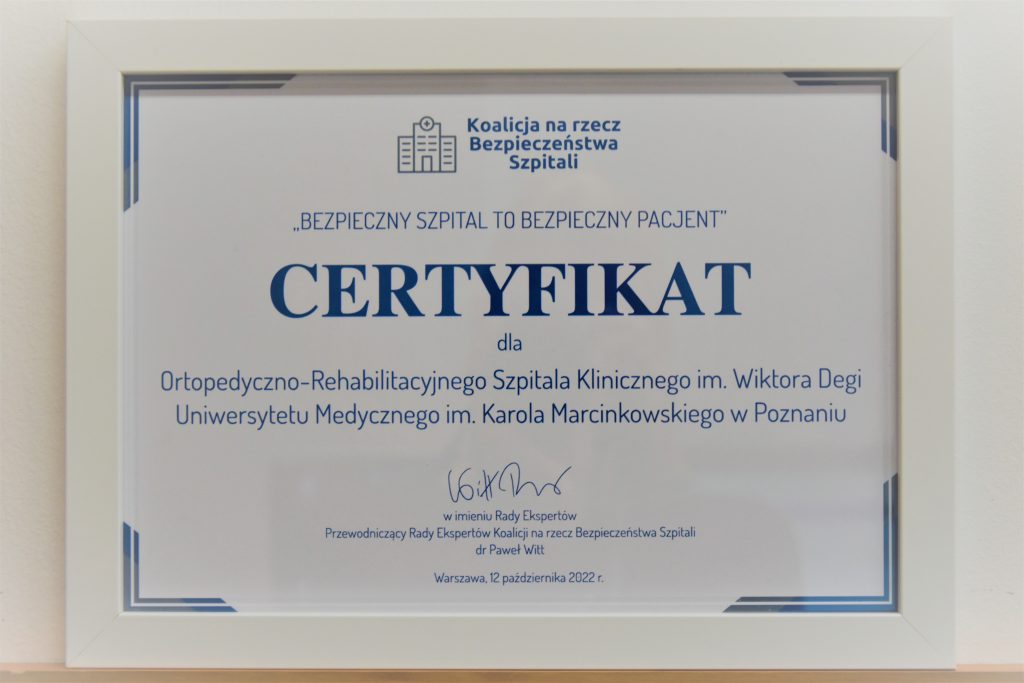 Koalicja na rzecz
Bezpieczeństwa
Szpitali
„BEZPIECZNY SZPITAL TO BEZPIECZNY PACJENT”
CERTYFIKAT
dla
Ortopedyczno-Rehabilitacyjnego Szpitala Klinicznego im. Wiktora Degi
Uniwersytetu Medycznego im. Karola Marcinkowskiego w Poznaniu
w imieniu Rady Ekspertów
Przewodniczący Rady Ekspertów Koalicji na rzecz Bezpieczeństwa Szpitali
dr Paweł Witt
Warszawa, 12 października 2022 r.